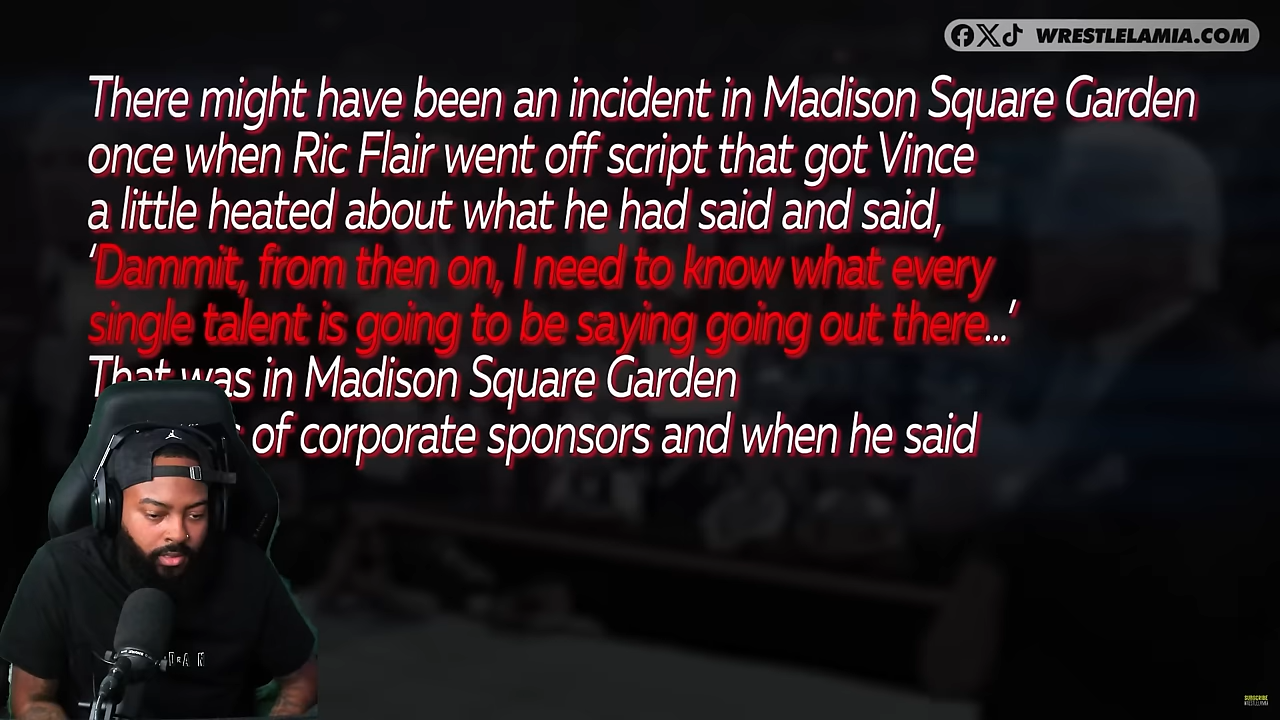 WRESTLELAMIA.COM
There might have been an incident in Madison Square Garden
once when Ric Flair went off script that got Vince
a little heated about what he had said and said,
‘Dammit, from then on, I need to know what every
single talent is going to be saying going out there...’
That was in Madison Square Garden
of corporate sponsors and when he said
SUBSCRIBE
WRESTLELAMIA